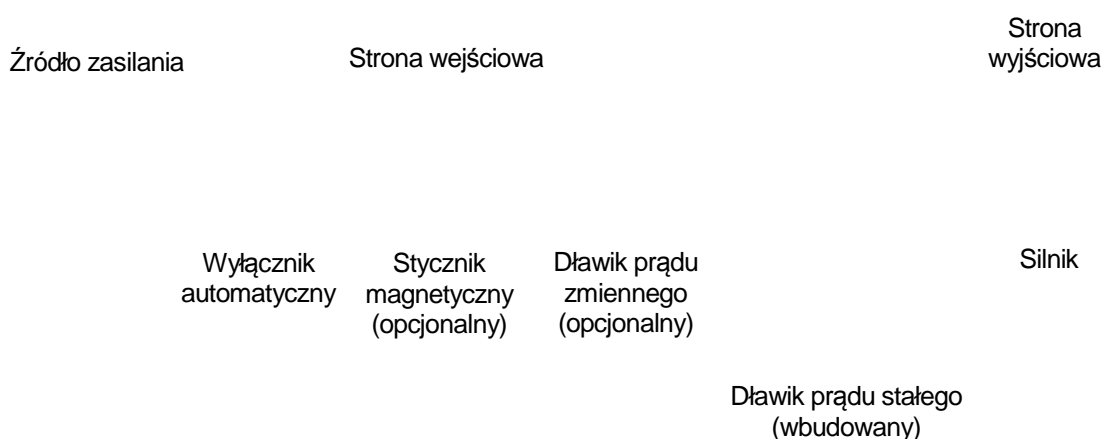 Źródło zasilania
Strona wejściowa
Strona
wyjściowa
Wyłącznik
automatyczny
Stycznik
magnetyczny
(opcjonalny)
Dławik prądu
zmiennego
(opcjonalny)
Silnik
Dławik prądu stałego
(wbudowany)